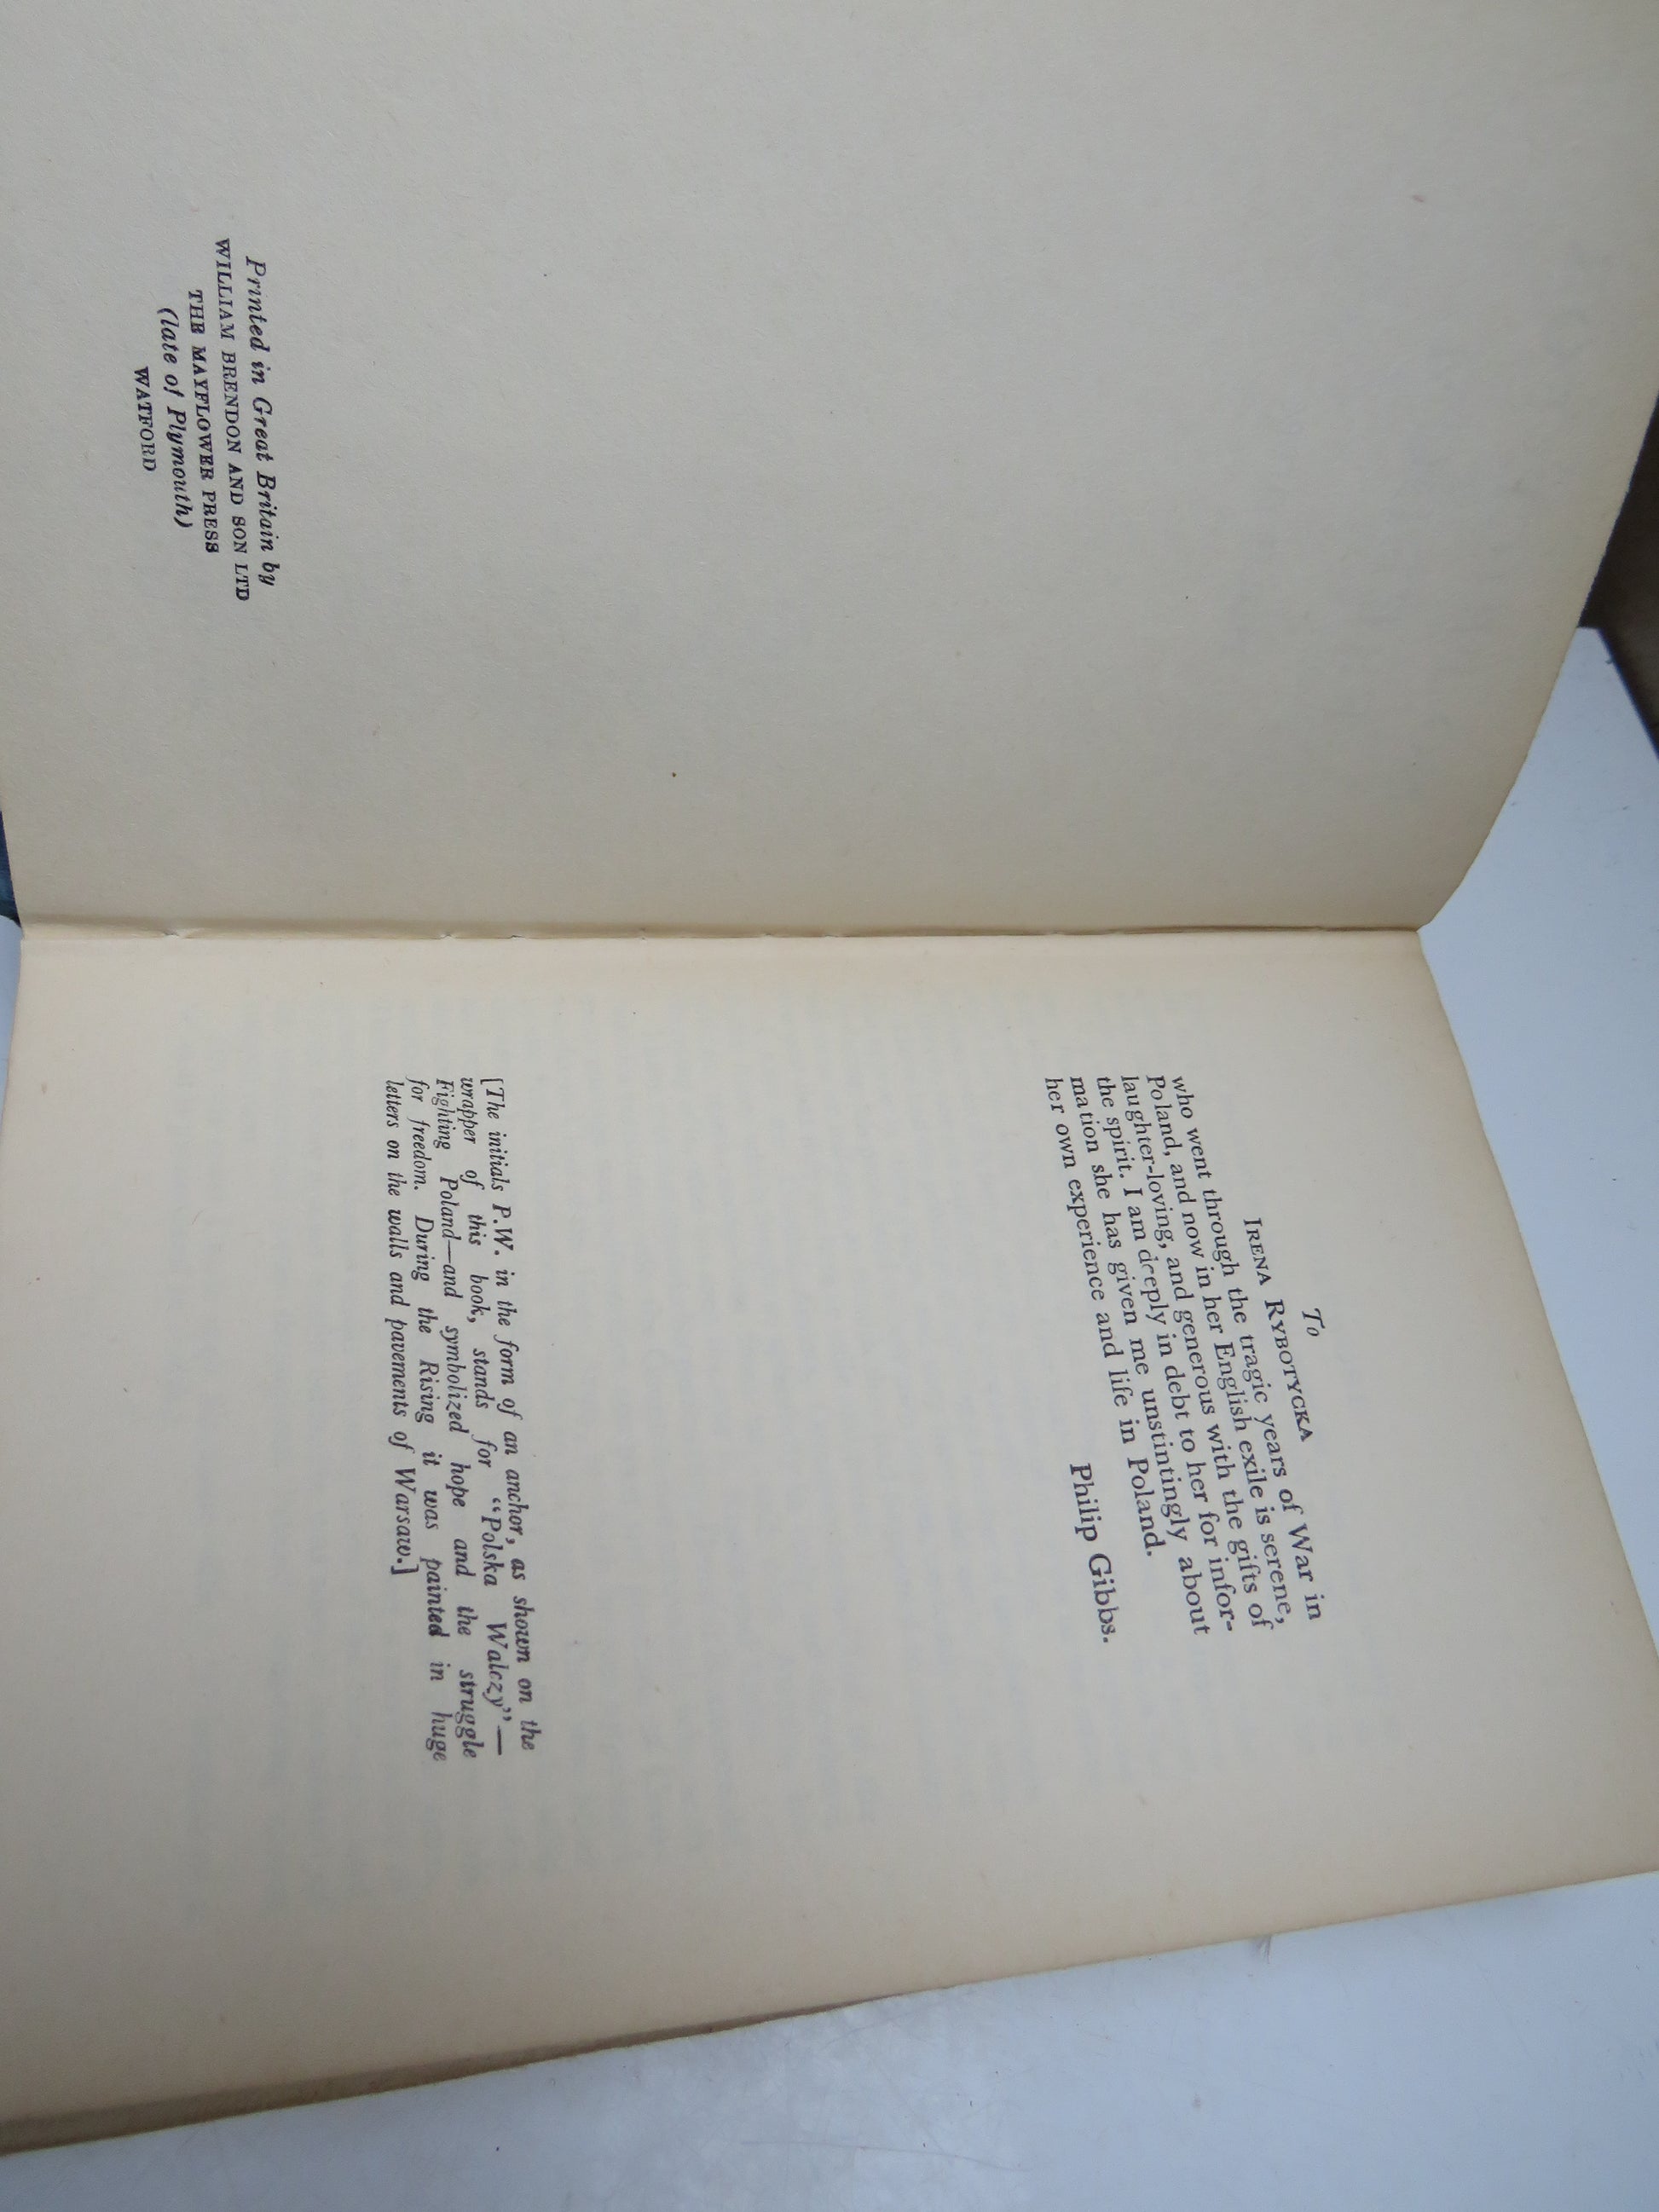 Printed in Great Britain by
WILLIAM BRENDON AND SON LTD
THE MAYFLOWER PRESS
(late of Plymouth)
WATFORD
To
IRENA RYBOTYCKA
who went through the tragic years of War in
Poland, and now in her English exile is serene,
laughter-loving, and generous with the gifts of
the spirit. I am deeply in debt to her for infor-
mation she has given me unstintingly about
her own experience and life in Poland.
Philip Gibbs.
[The initials P.W. in the form of an anchor, as shown on the
wrapper of this book, stands for “Polska Walczy”—
Fighting Poland—and symbolized hope and the struggle
for freedom. During the Rising it was painted in huge
letters on the walls and pavements of Warsaw.]